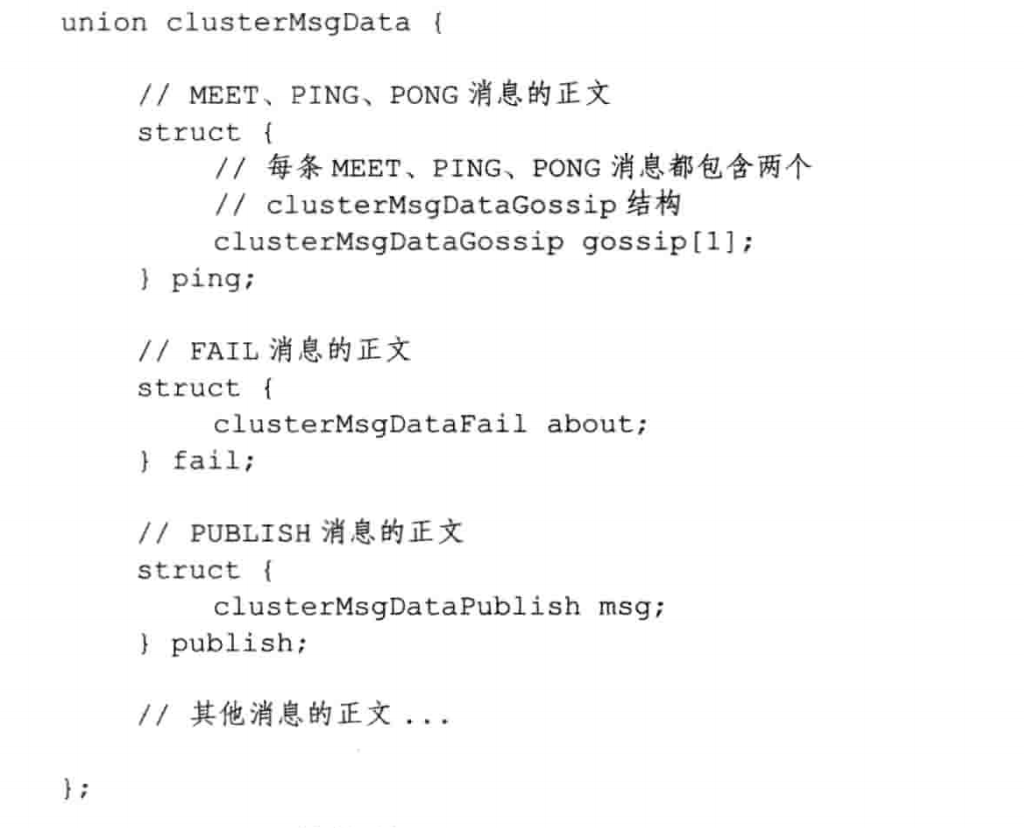 union clusterMsgData {
// MEET、PING、PONG 消息的正文
struct {
// 每条 MEET、PING、PONG 消息都包含两个
// clusterMsgDataGossip 结构
clusterMsgDataGossip gossip[1];
} ping;
// FAIL 消息的正文
struct {
clusterMsgDataFail about;
} fail;
// PUBLISH 消息的正文
struct {
clusterMsgDataPublish msg;
} publish;
// 其他消息的正文 ...
};